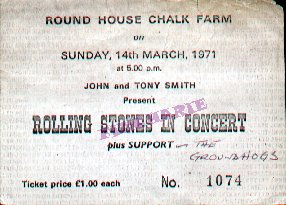 ROUND HOUSE CHALK FARM
on
SUNDAY, 14th MARCH, 1971
at 5.00 p.m.
JOHN and TONY SMITH
Present
ROLLING STONES IN CONCERT
plus SUPPORT - THE
GROUNDHOGS
Ticket price £1.00 each No. 1074